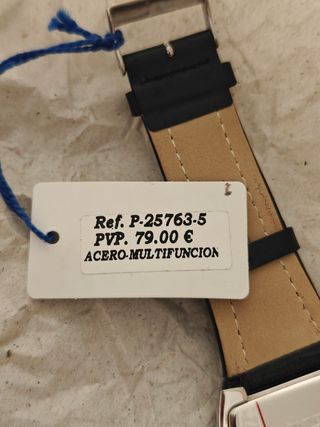 Ref. P-25763-5
PVP. 79.00 €
ACERO-MULTIFUNCION